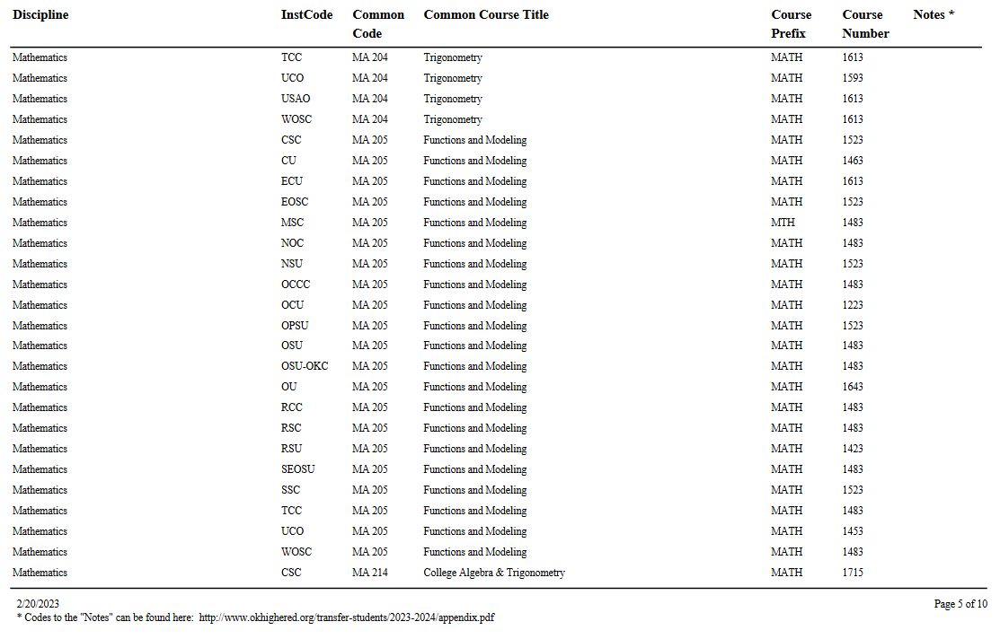 Discipline InstCode Common Code Common Course Title Course Prefix Course Number Notes *
Mathematics TCC MA 204 Trigonometry MATH 1613
Mathematics UCO MA 204 Trigonometry MATH 1593
Mathematics USAO MA 204 Trigonometry MATH 1613
Mathematics WOSC MA 204 Trigonometry MATH 1613
Mathematics CSC MA 205 Functions and Modeling MATH 1523
Mathematics CU MA 205 Functions and Modeling MATH 1463
Mathematics ECU MA 205 Functions and Modeling MATH 1613
Mathematics EOSC MA 205 Functions and Modeling MATH 1523
Mathematics MSC MA 205 Functions and Modeling MTH 1483
Mathematics NOC MA 205 Functions and Modeling MATH 1483
Mathematics NSU MA 205 Functions and Modeling MATH 1523
Mathematics OCCC MA 205 Functions and Modeling MATH 1483
Mathematics OCU MA 205 Functions and Modeling MATH 1223
Mathematics OPSU MA 205 Functions and Modeling MATH 1523
Mathematics OSU MA 205 Functions and Modeling MATH 1483
Mathematics OSU-OKC MA 205 Functions and Modeling MATH 1483
Mathematics OU MA 205 Functions and Modeling MATH 1643
Mathematics RCC MA 205 Functions and Modeling MATH 1483
Mathematics RSC MA 205 Functions and Modeling MATH 1483
Mathematics RSU MA 205 Functions and Modeling MATH 1423
Mathematics SEOSU MA 205 Functions and Modeling MATH 1483
Mathematics SSC MA 205 Functions and Modeling MATH 1523
Mathematics TCC MA 205 Functions and Modeling MATH 1483
Mathematics UCO MA 205 Functions and Modeling MATH 1453
Mathematics WOSC MA 205 Functions and Modeling MATH 1483
Mathematics CSC MA 214 College Algebra & Trigonometry MATH 1715
2/20/2023 Page 5 of 10
* Codes to the "Notes" can be found here: http://www.okhighered.org/transfer-students/2023-2024/appendix.pdf